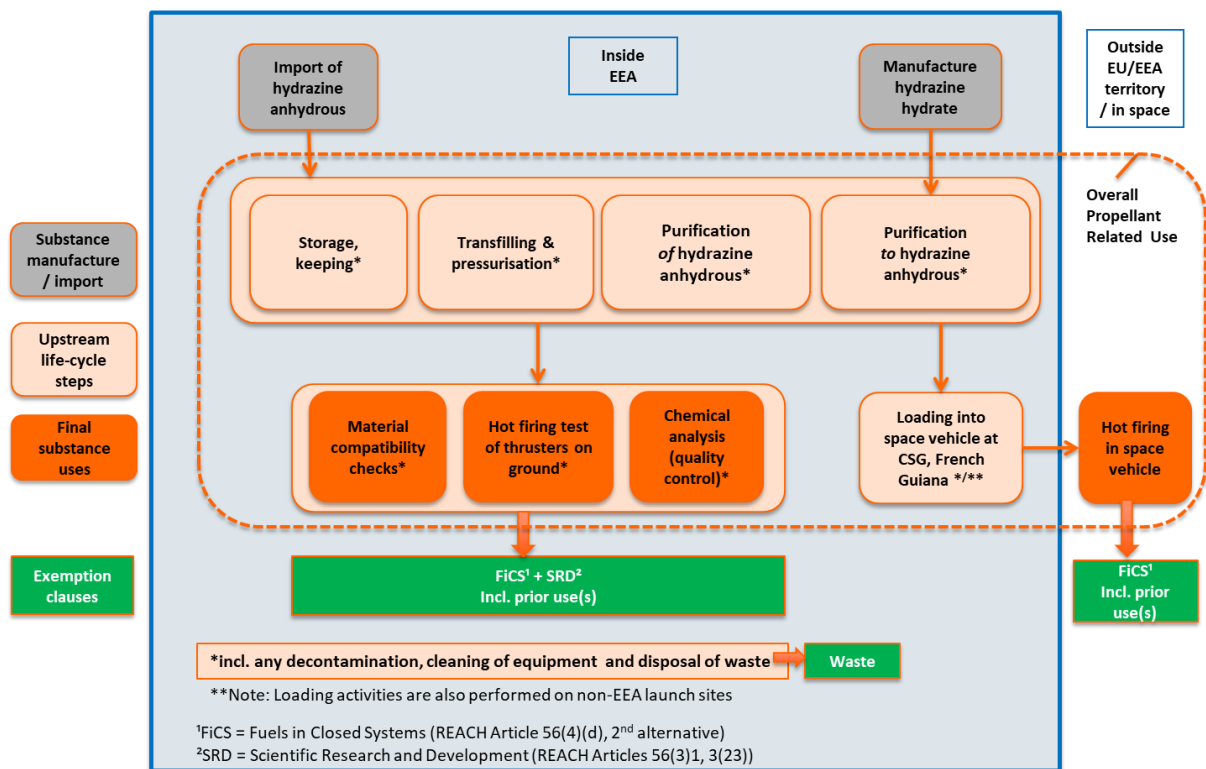 Import of
hydrazine
anhydrous
Inside
EEA
Manufacture
hydrazine
hydrate
Outside
EU/EEA
territory
/ in space
Overall
Propellant
Related Use
Substance
manufacture
/ import
Upstream
life-cycle
steps
Final
substance
uses
Exemption
clauses
Storage,
keeping*
Transfilling &
pressurisation*
Purification
of hydrazine
anhydrous*
Purification
to hydrazine
anhydrous*
Material
compatibility
checks*
Hot firing test
of thrusters on
ground*
Chemical
analysis
(quality
control)*
Loading into
space vehicle at
CSG, French
Guiana */**
Hot firing
in space
vehicle
FiCS¹ + SRD²
Incl. prior use(s)
FiCS¹
Incl. prior
use(s)
*incl. any decontamination, cleaning of equipment and disposal of waste
Waste
**Note: Loading activities are also performed on non-EEA launch sites
¹FiCS = Fuels in Closed Systems (REACH Article 56(4)(d), 2nd alternative)
²SRD = Scientific Research and Development (REACH Articles 56(3)1, 3(23))